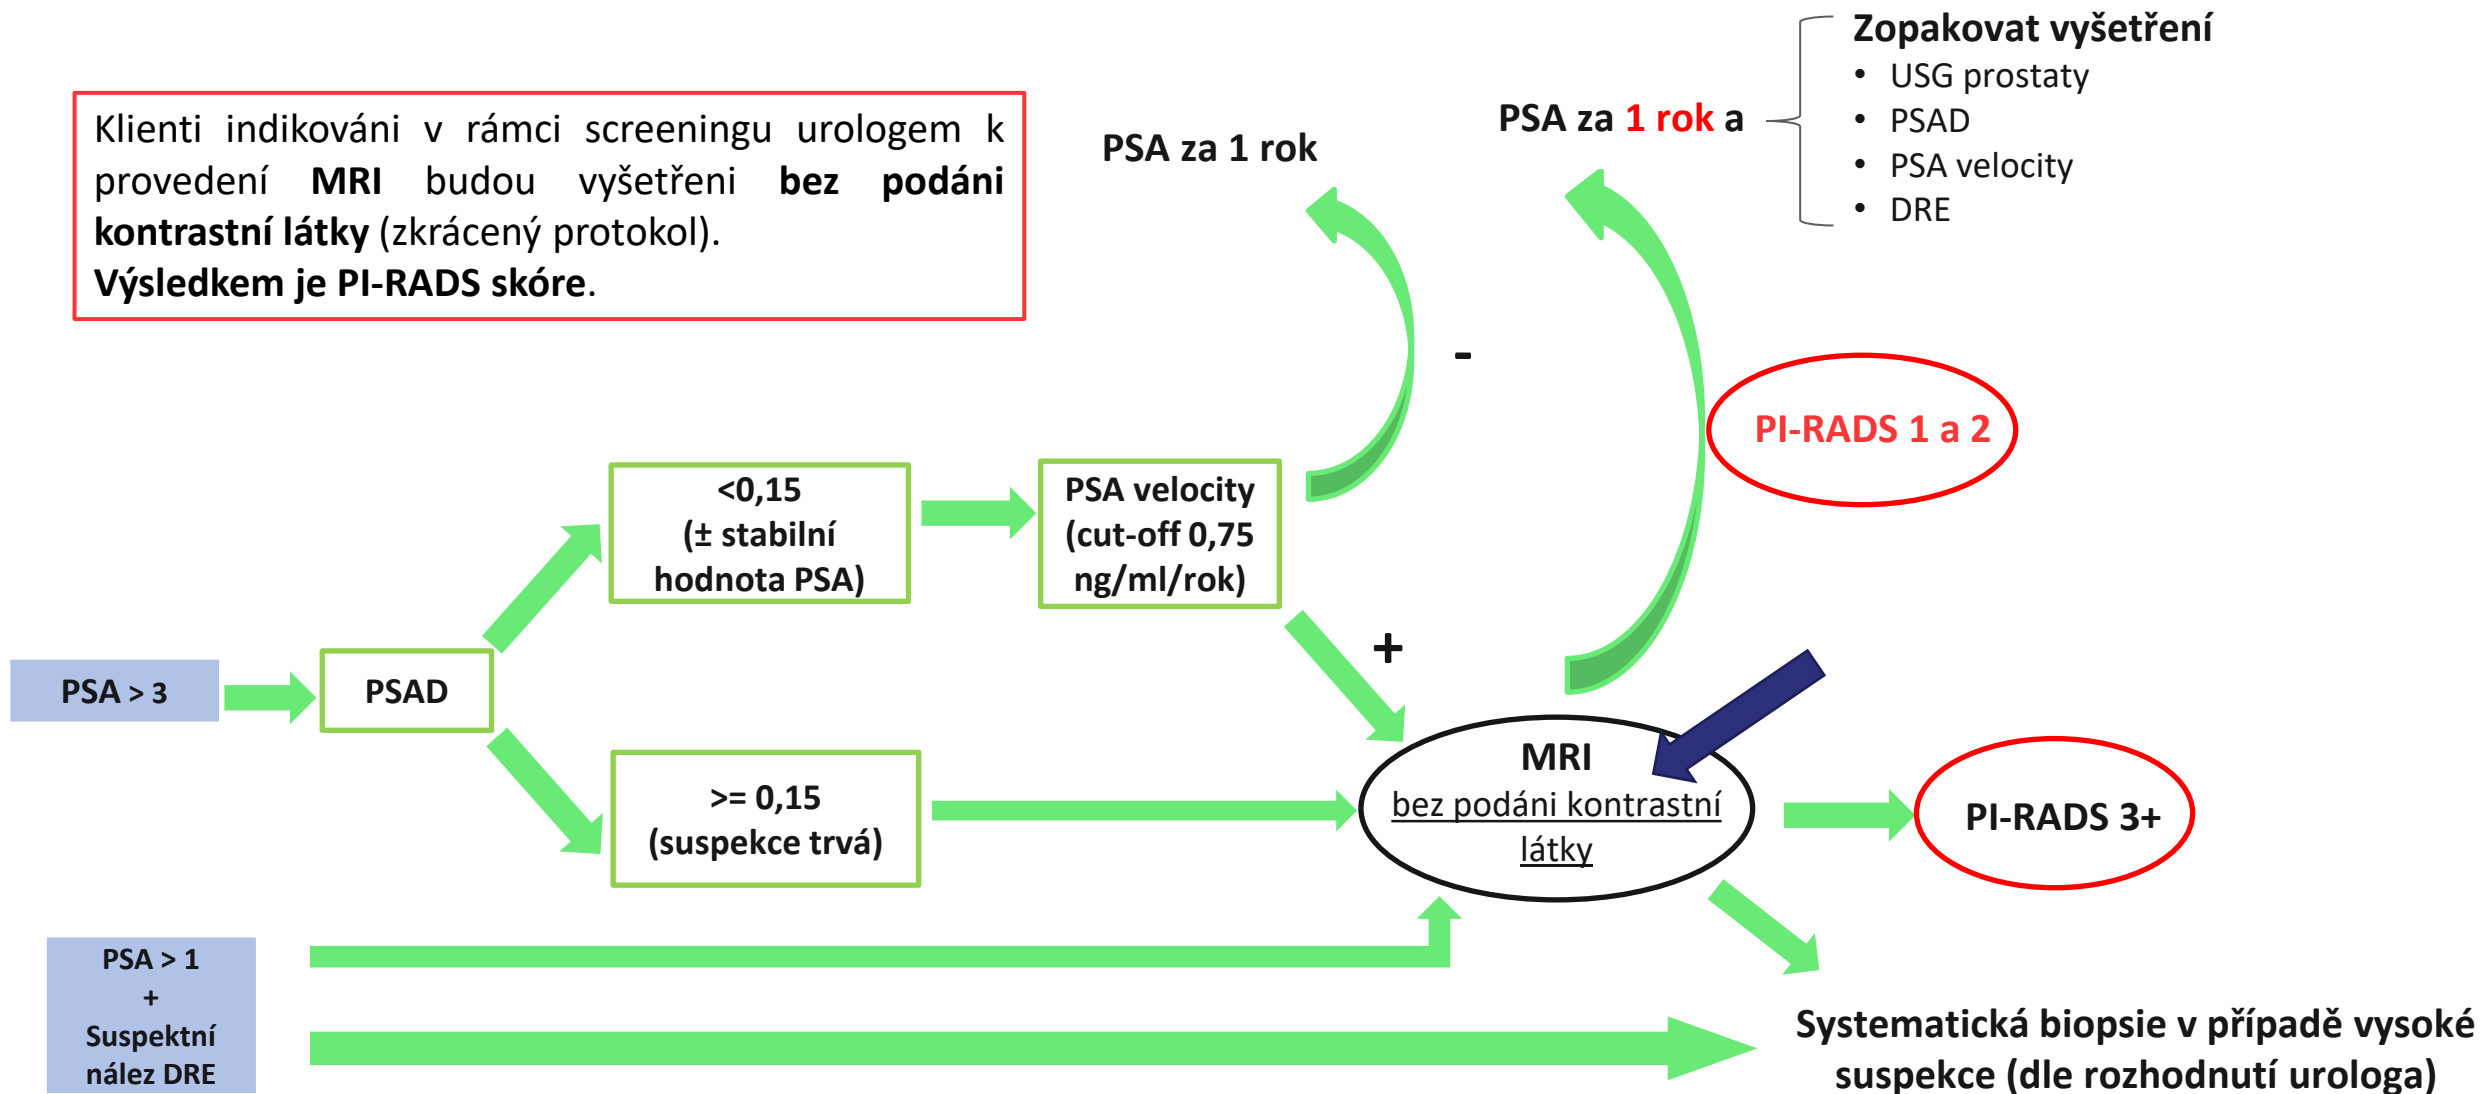 Klienti indikováni v rámci screeningu urologem k
provedení MRI budou vyšetřeni bez podáni
kontrastní látky (zkrácený protokol).
Výsledkem je PI-RADS skóre.
PSA za 1 rok
PSA za 1 rok a
Zopakovat vyšetření
• USG prostaty
• PSAD
• PSA velocity
• DRE
-
PI-RADS 1 a 2
<0,15
(± stabilní
hodnota PSA)
PSA velocity
(cut-off 0,75
ng/ml/rok)
+
PSA > 3
PSAD
>= 0,15
(suspekce trvá)
MRI
bez podáni kontrastní
látky
PI-RADS 3+
PSA > 1
+
Suspektní
nález DRE
Systematická biopsie v případě vysoké
suspekce (dle rozhodnutí urologa)